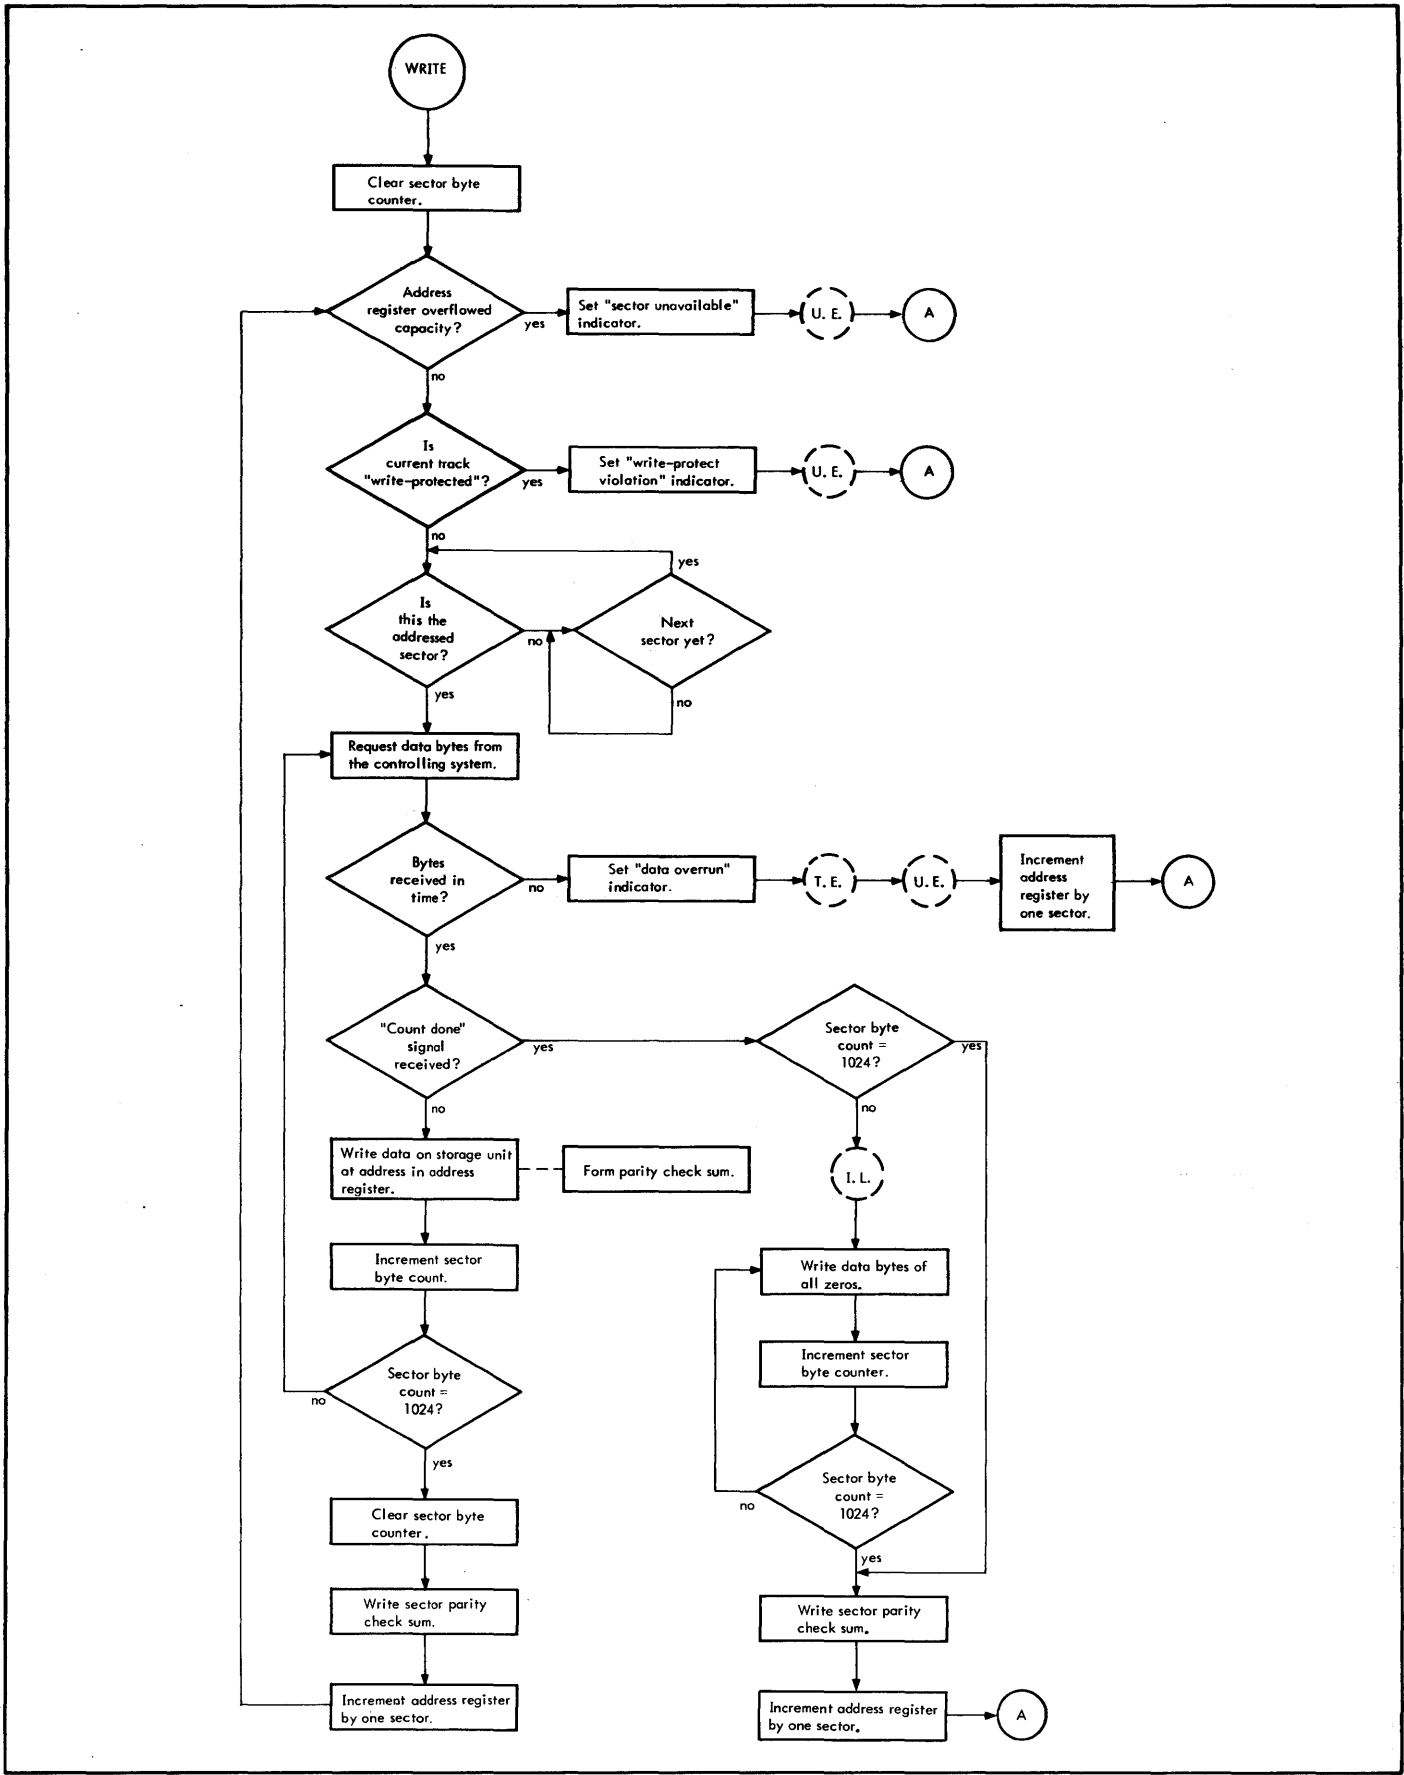 WRITE
Clear sector byte
counter.
Address
register overflowed
capacity?
yes
Set "sector unavailable"
indicator.
U. E.
A
no
Is
current track
"write-protected"?
yes
Set "write-protect
violation" indicator.
U. E.
A
no
yes
Is
this the
addressed
sector?
no
Next
sector yet?
yes
no
Request data bytes from
the controlling system.
Bytes
received in
time?
no
Set "data overrun"
indicator.
T. E.
U. E.
Increment
address
register by
one sector.
A
yes
"Count done"
signal
received?
yes
Sector byte
count =
1024?
yes
no
no
Write data on storage unit
at address in address
register.
Form parity check sum.
I. L.
Increment sector
byte count.
Write data bytes of
all zeros.
Increment sector
byte counter.
Sector byte
count =
1024?
no
yes
Sector byte
count =
1024?
no
yes
Clear sector byte
counter.
Write sector parity
check sum.
Write sector parity
check sum.
Increment address register
by one sector.
Increment address register
by one sector.
A